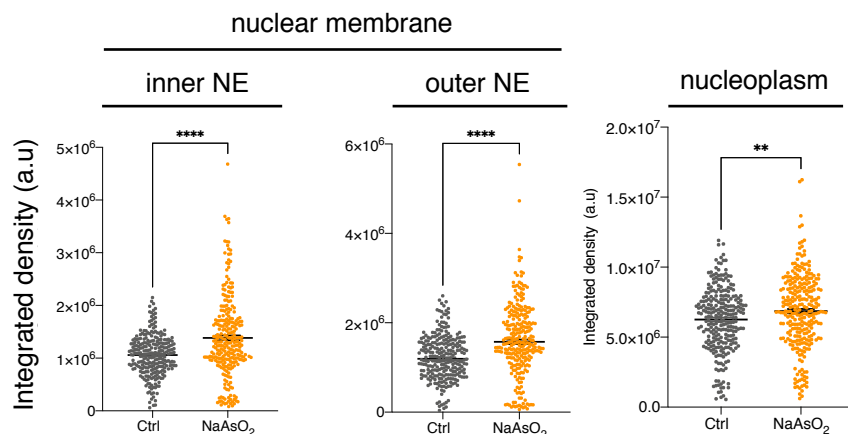 nuclear membrane
inner NE
outer NE
nucleoplasm
Integrated density (a.u)
5×10⁶
4×10⁶
3×10⁶
2×10⁶
1×10⁶
0
****
Ctrl
NaAsO₂
6×10⁶
4×10⁶
2×10⁶
0
****
Ctrl
NaAsO₂
Integrated density (a.u)
2.0×10⁷
1.5×10⁷
1.0×10⁷
5.0×10⁶
0.0
**
Ctrl
NaAsO₂